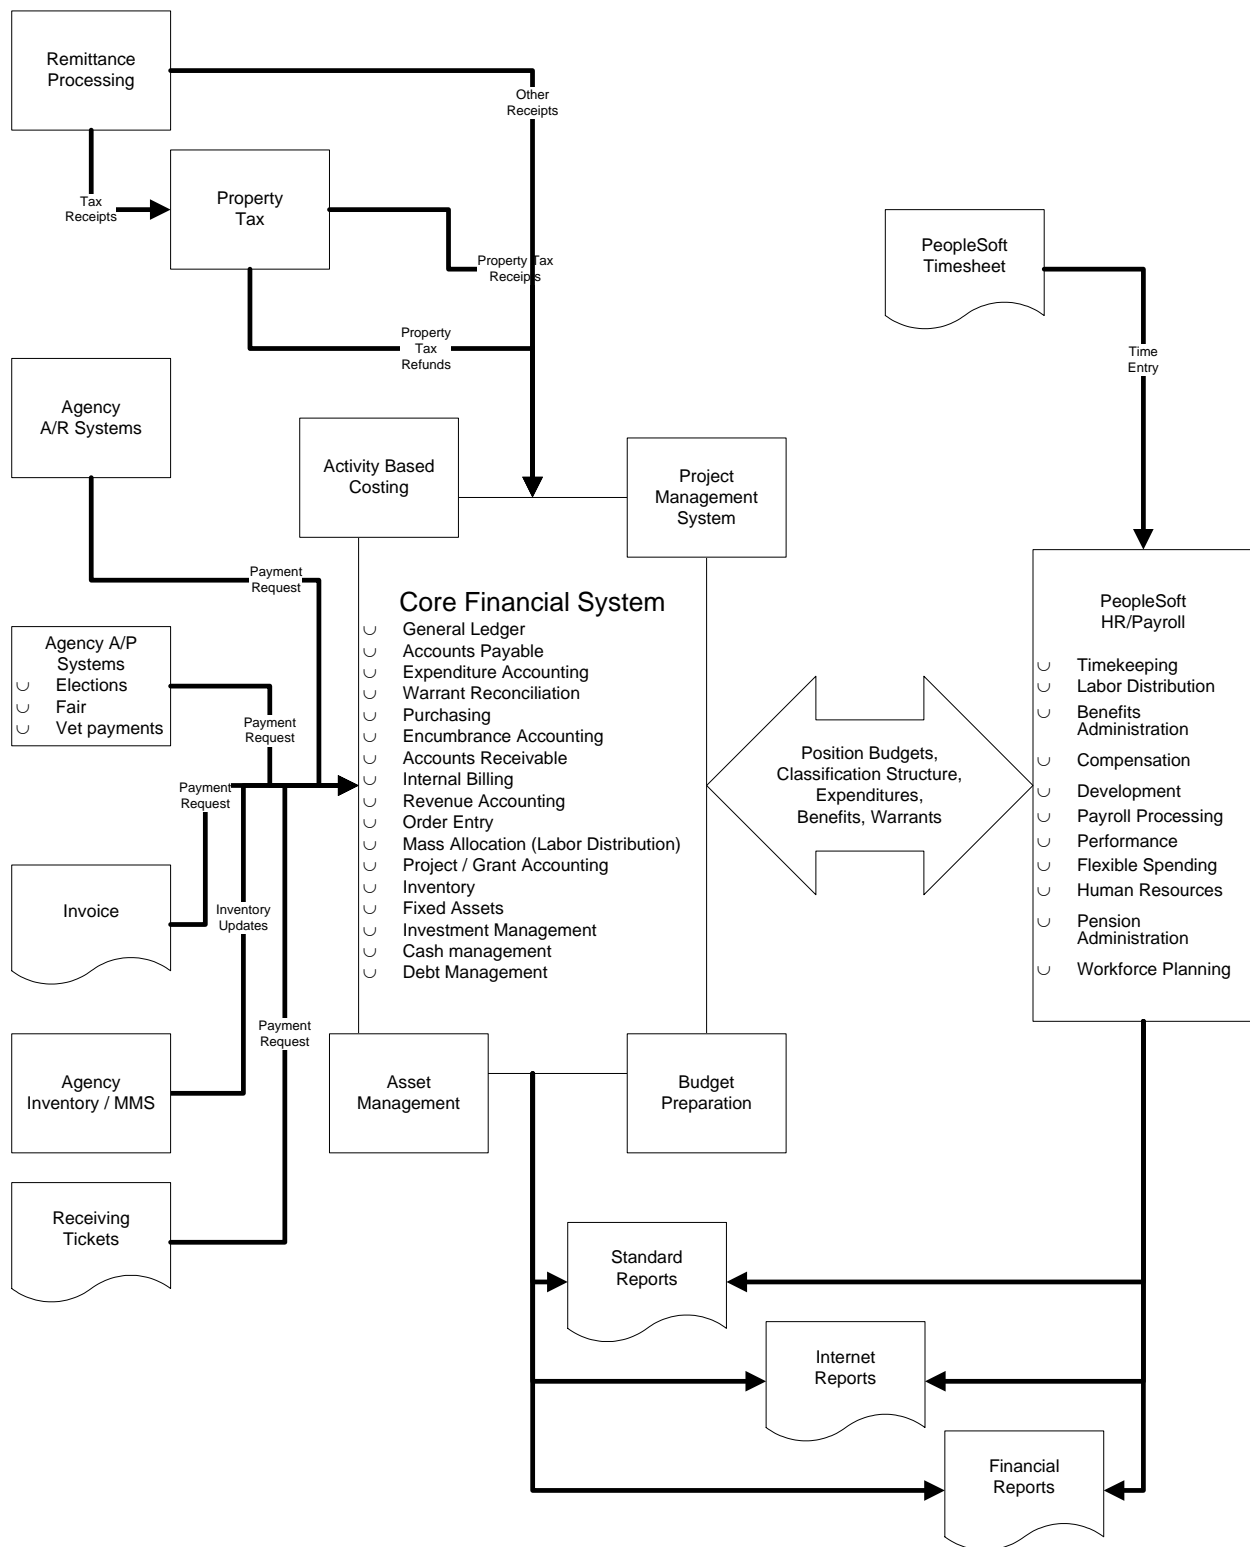 Remittance
Processing
Other
Receipts
Tax
Receipts
Property
Tax
Property Tax
Receipts
PeopleSoft
Timesheet
Property
Tax
Refunds
Time
Entry
Agency
A/R Systems
Activity Based
Costing
Project
Management
System
Payment
Request
Agency A/P
Systems
∪ Elections
∪ Fair
∪ Vet payments
Payment
Request
Payment
Request
Core Financial System
∪ General Ledger
∪ Accounts Payable
∪ Expenditure Accounting
∪ Warrant Reconciliation
∪ Purchasing
∪ Encumbrance Accounting
∪ Accounts Receivable
∪ Internal Billing
∪ Revenue Accounting
∪ Order Entry
∪ Mass Allocation (Labor Distribution)
∪ Project / Grant Accounting
∪ Inventory
∪ Fixed Assets
∪ Investment Management
∪ Cash management
∪ Debt Management
Position Budgets,
Classification Structure,
Expenditures,
Benefits, Warrants
PeopleSoft
HR/Payroll
∪ Timekeeping
∪ Labor Distribution
∪ Benefits
Administration
∪ Compensation
∪ Development
∪ Payroll Processing
∪ Performance
∪ Flexible Spending
∪ Human Resources
∪ Pension
Administration
∪ Workforce Planning
Invoice
Inventory
Updates
Payment
Request
Agency
Inventory / MMS
Asset
Management
Budget
Preparation
Receiving
Tickets
Standard
Reports
Internet
Reports
Financial
Reports